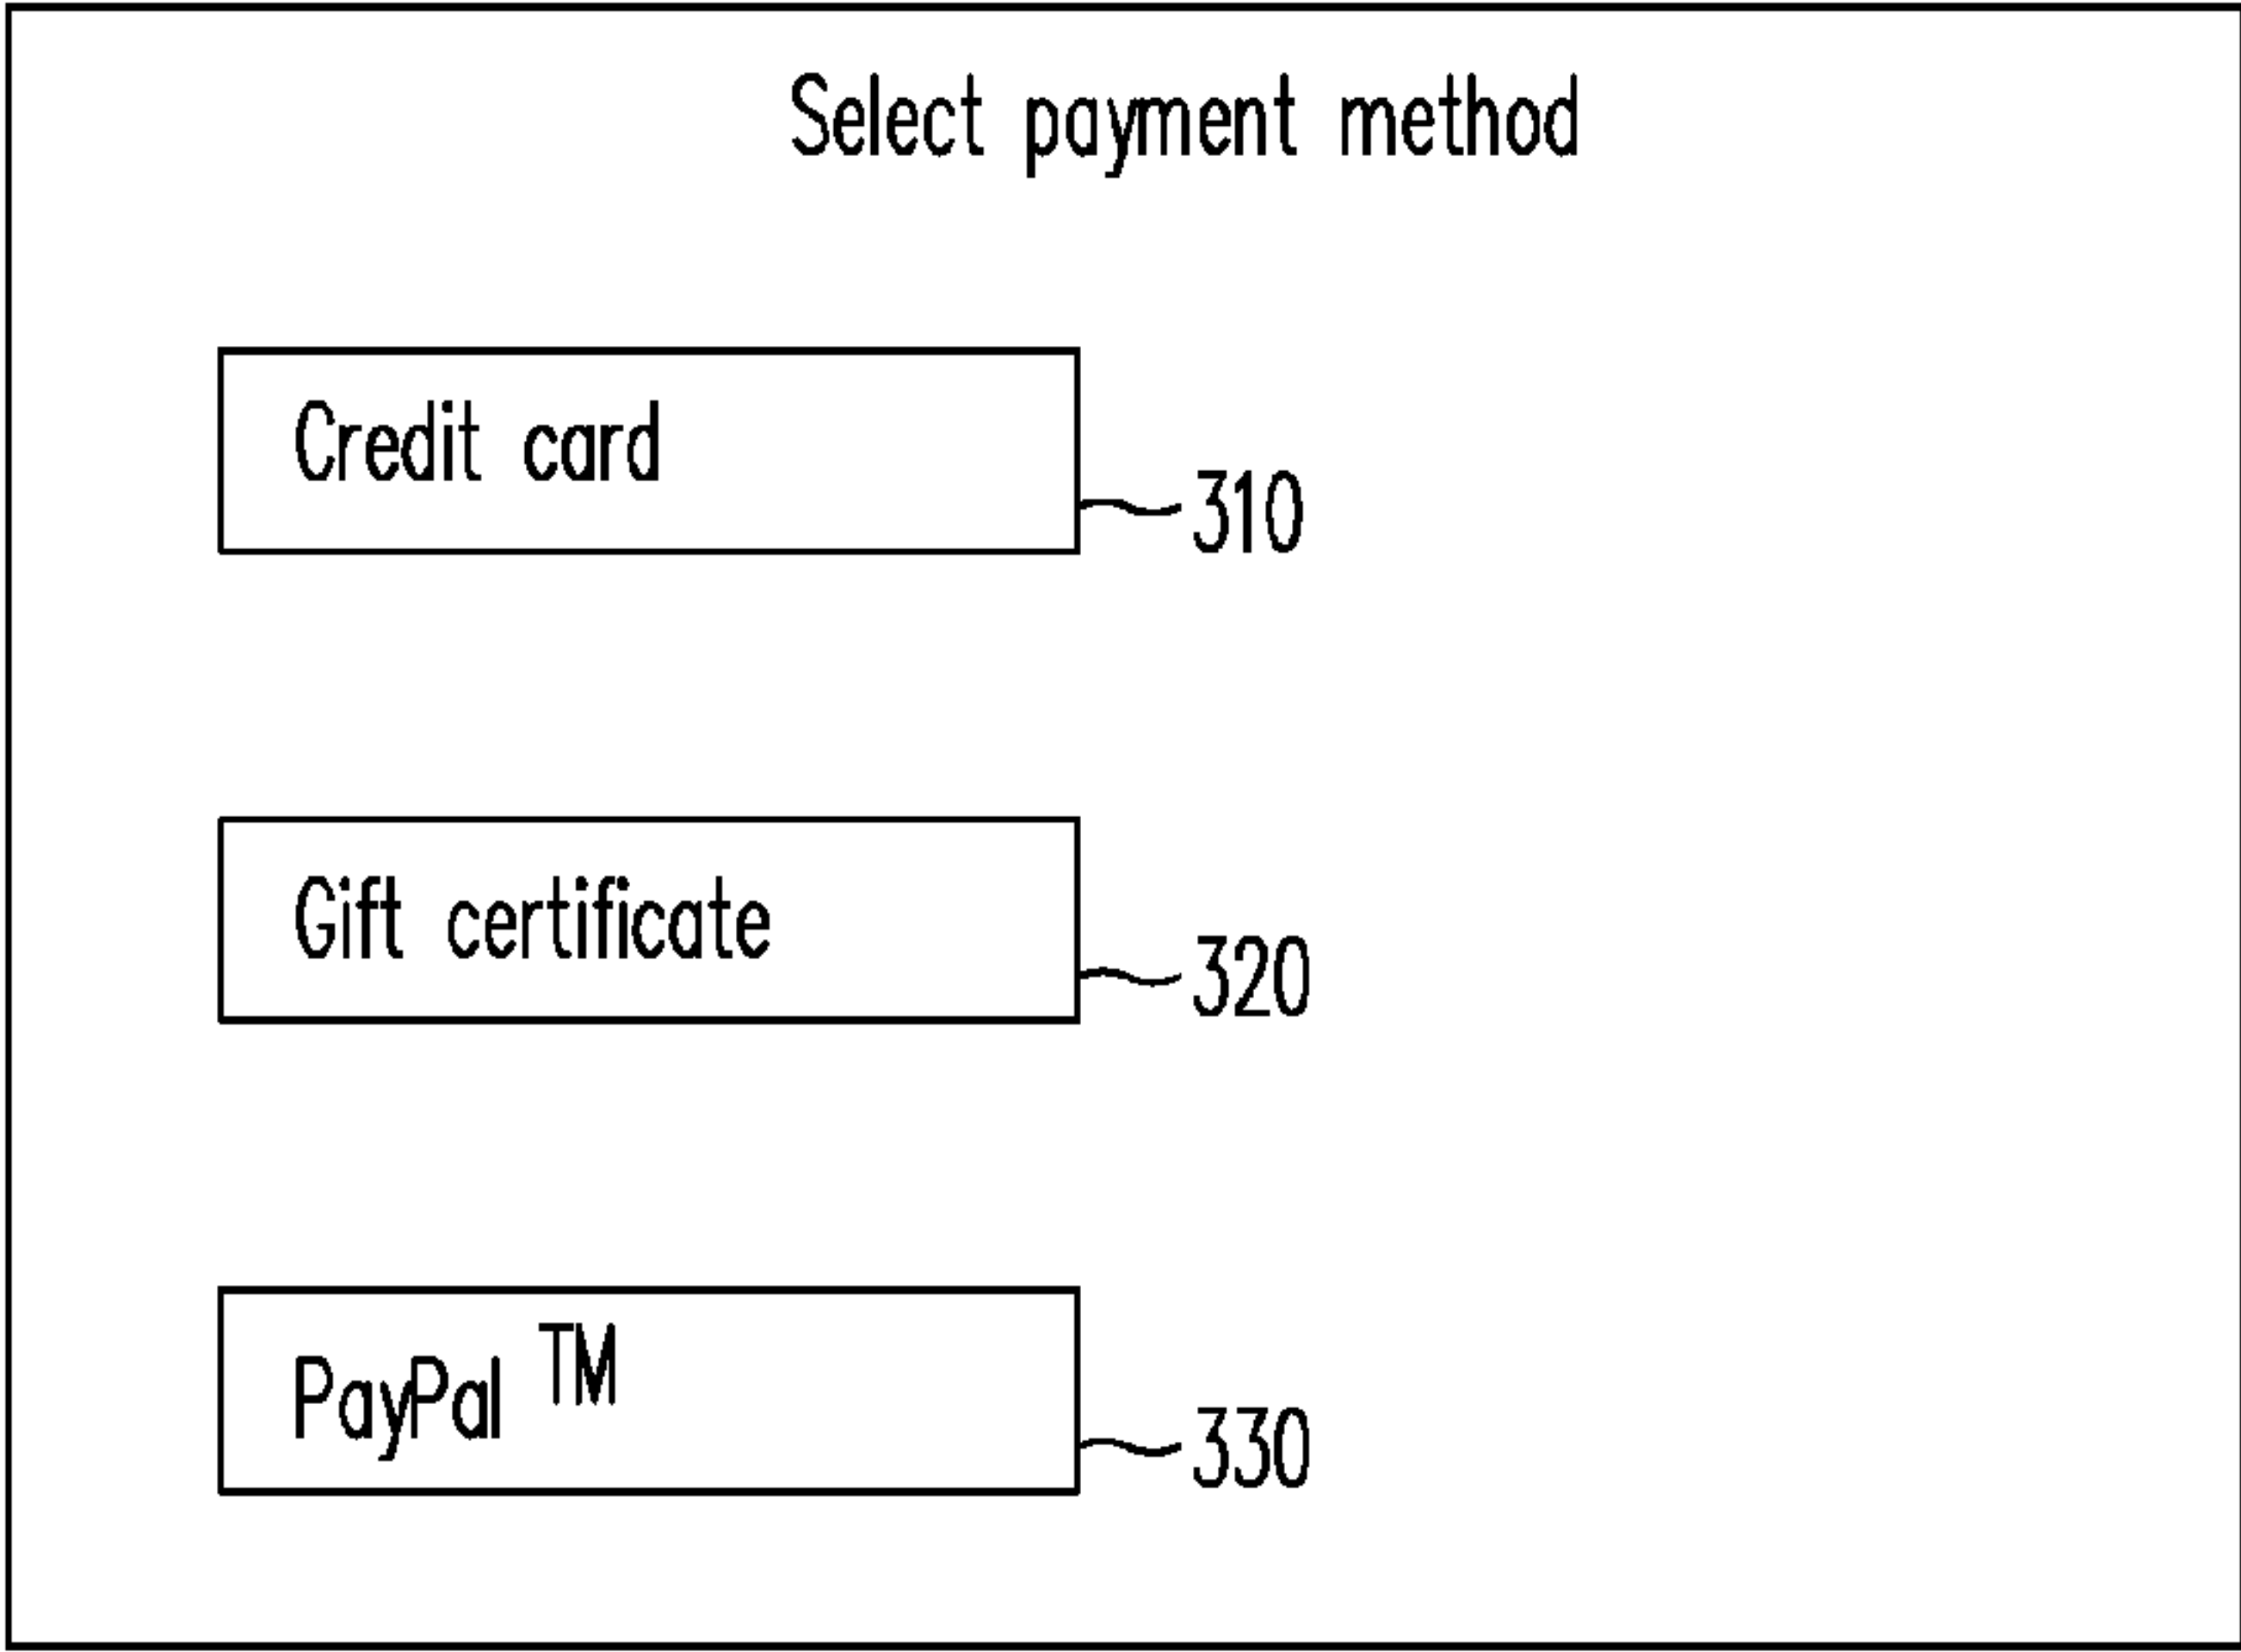 Select payment method
Credit card
310
Gift certificate
320
PayPal TM
330